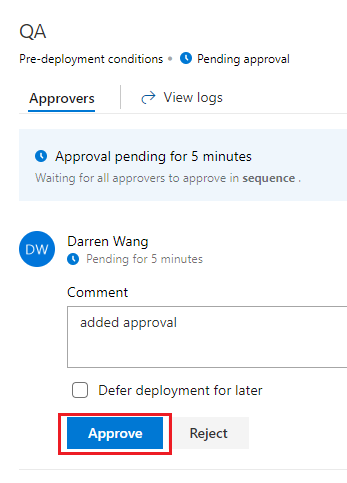 QA
Pre-deployment conditions • Pending approval
Approvers View logs
Approval pending for 5 minutes
Waiting for all approvers to approve in sequence .
DW Darren Wang
Pending for 5 minutes
Comment
added approval
Defer deployment for later
Approve Reject